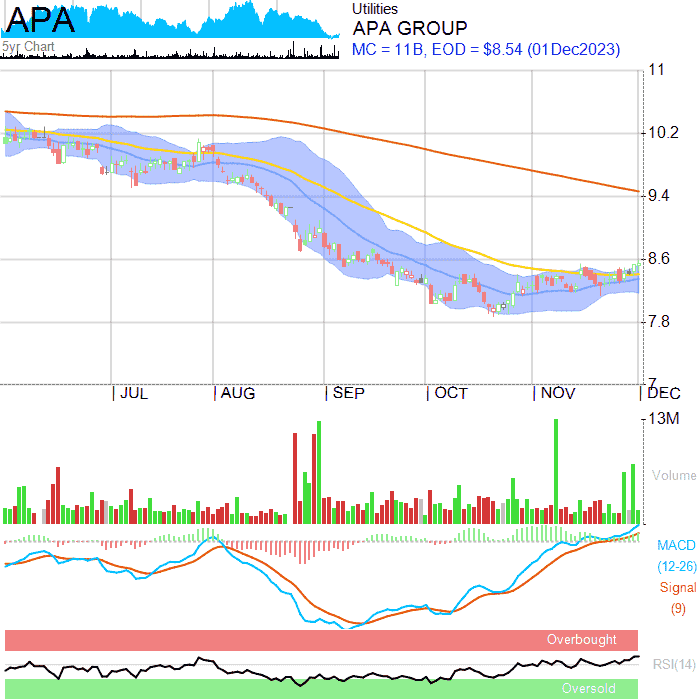 APA
5yr Chart
Utilities
APA GROUP
MC = 11B, EOD = $8.54 (01Dec2023)
11
10.2
9.4
8.6
7.8
7
| JUL | AUG | SEP | OCT | NOV | DEC
13M
Volume
MACD
(12-26)
Signal
(9)
Overbought
RSI(14)
Oversold